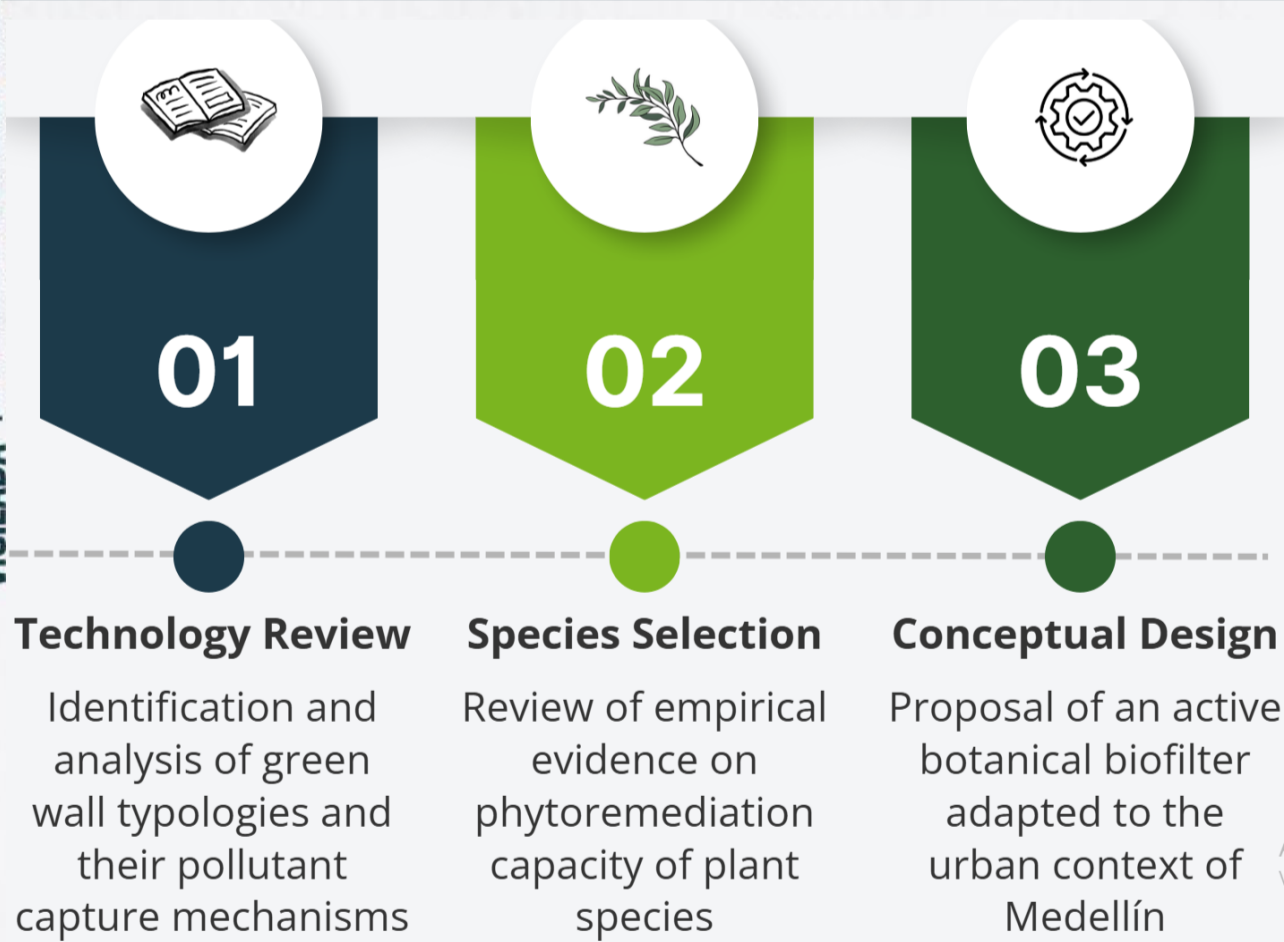 01
02
03
Technology Review
Identification and
analysis of green
wall typologies and
their pollutant
capture mechanisms
Species Selection
Review of empirical
evidence on
phytoremediation
capacity of plant
species
Conceptual Design
Proposal of an active
botanical biofilter
adapted to the
urban context of
Medellín